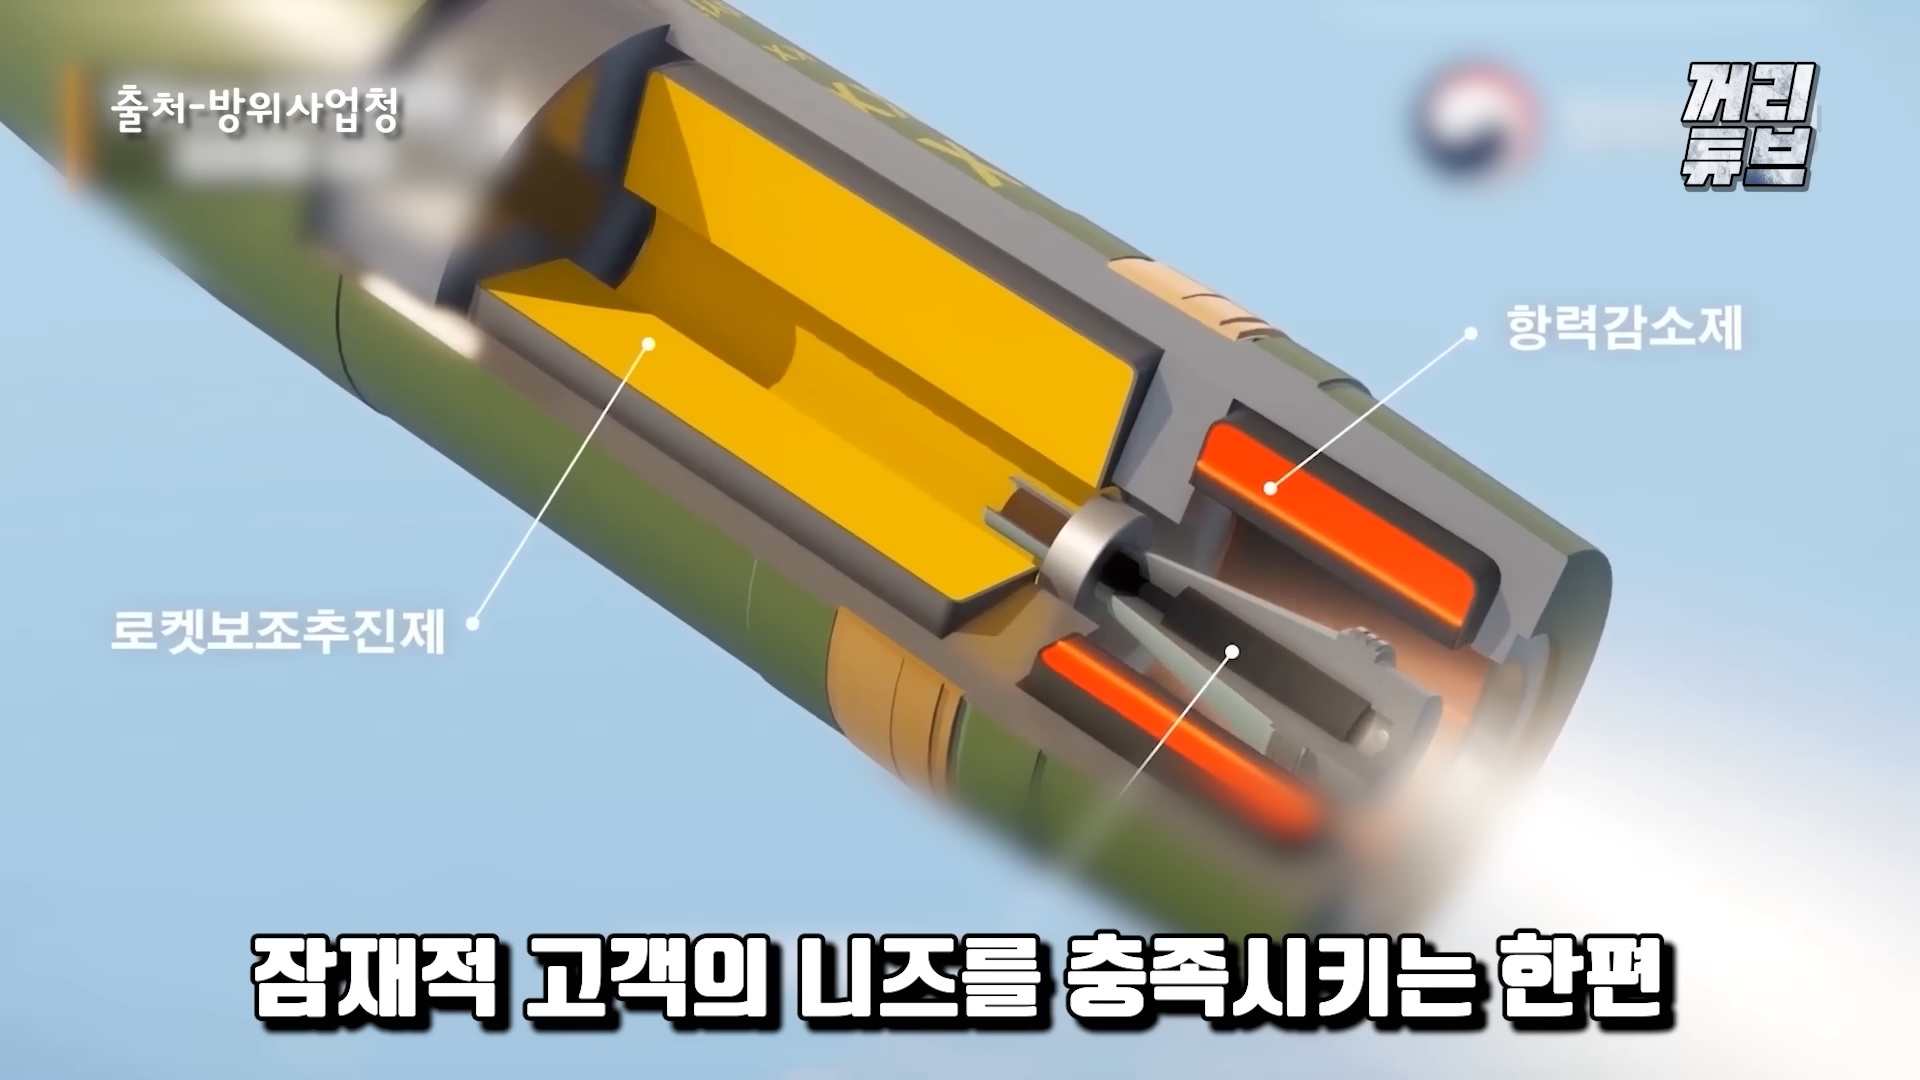 출처-방위사업청
꺼리
튜브
항력감소제
로켓보조추진제
잠재적 고객의 니즈를 충족시키는 한편